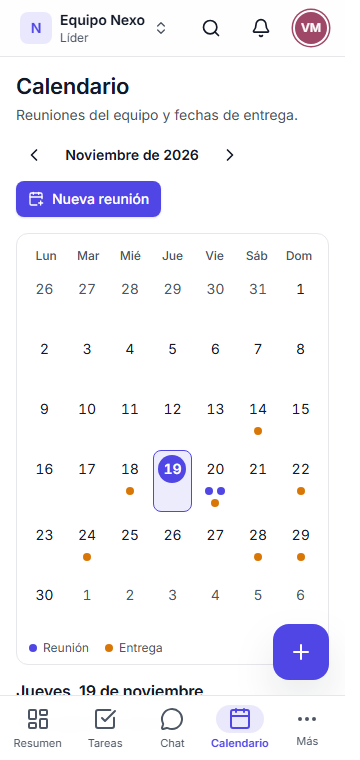 N
Equipo Nexo
Líder
VM
Calendario
Reuniones del equipo y fechas de entrega.
Noviembre de 2026
Nueva reunión
Lun Mar Mié Jue Vie Sáb Dom
26 27 28 29 30 31 1
2 3 4 5 6 7 8
9 10 11 12 13 14 15
16 17 18 19 20 21 22
23 24 25 26 27 28 29
30 1 2 3 4 5 6
Reunión Entrega
Jueves, 19 de noviembre
Resumen Tareas Chat Calendario Más